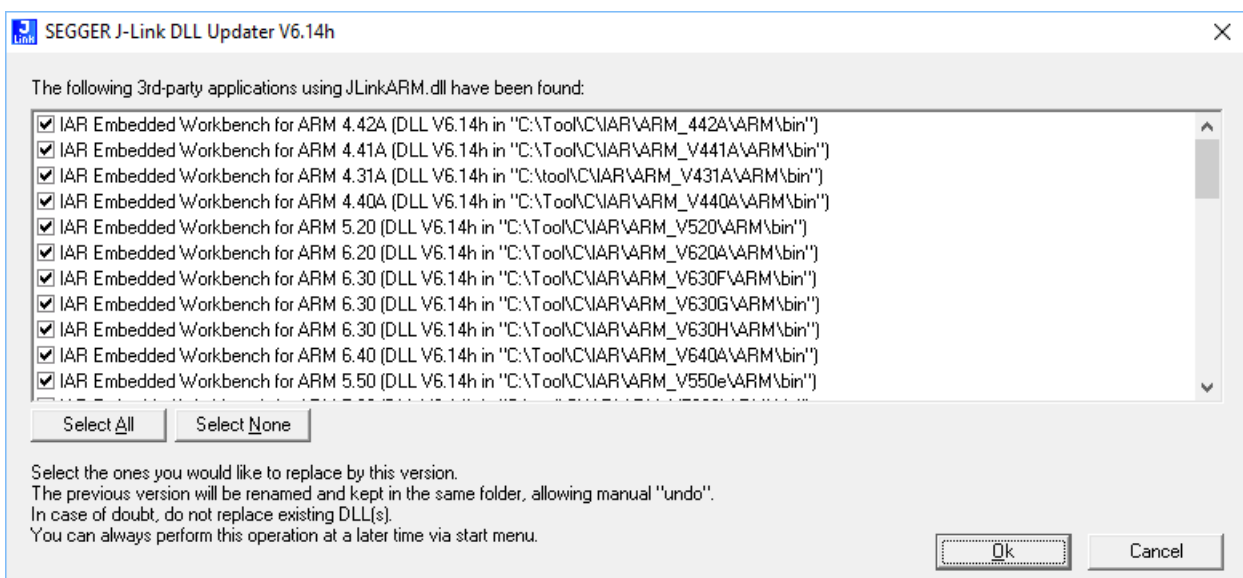 J
Link
SEGGER J-Link DLL Updater V6.14h
The following 3rd-party applications using JLinkARM.dll have been found:
IAR Embedded Workbench for ARM 4.42A (DLL V6.14h in "C:\Tool\C\IAR\ARM_442A\ARM\bin")
IAR Embedded Workbench for ARM 4.41A (DLL V6.14h in "C:\Tool\C\IAR\ARM_V441A\ARM\bin")
IAR Embedded Workbench for ARM 4.31A (DLL V6.14h in "C:\tool\C\IAR\ARM_V431A\ARM\bin")
IAR Embedded Workbench for ARM 4.40A (DLL V6.14h in "C:\Tool\C\IAR\ARM_V440A\ARM\bin")
IAR Embedded Workbench for ARM 5.20 (DLL V6.14h in "C:\Tool\C\IAR\ARM_V520\ARM\bin")
IAR Embedded Workbench for ARM 6.20 (DLL V6.14h in "C:\Tool\C\IAR\ARM_V620A\ARM\bin")
IAR Embedded Workbench for ARM 6.30 (DLL V6.14h in "C:\Tool\C\IAR\ARM_V630F\ARM\bin")
IAR Embedded Workbench for ARM 6.30 (DLL V6.14h in "C:\Tool\C\IAR\ARM_V630G\ARM\bin")
IAR Embedded Workbench for ARM 6.30 (DLL V6.14h in "C:\Tool\C\IAR\ARM_V630H\ARM\bin")
IAR Embedded Workbench for ARM 6.40 (DLL V6.14h in "C:\Tool\C\IAR\ARM_V640A\ARM\bin")
IAR Embedded Workbench for ARM 5.50 (DLL V6.14h in "C:\Tool\C\IAR\ARM_V550e\ARM\bin")
Select All Select None
Select the ones you would like to replace by this version.
The previous version will be renamed and kept in the same folder, allowing manual "undo".
In case of doubt, do not replace existing DLL(s).
You can always perform this operation at a later time via start menu.
Ok Cancel